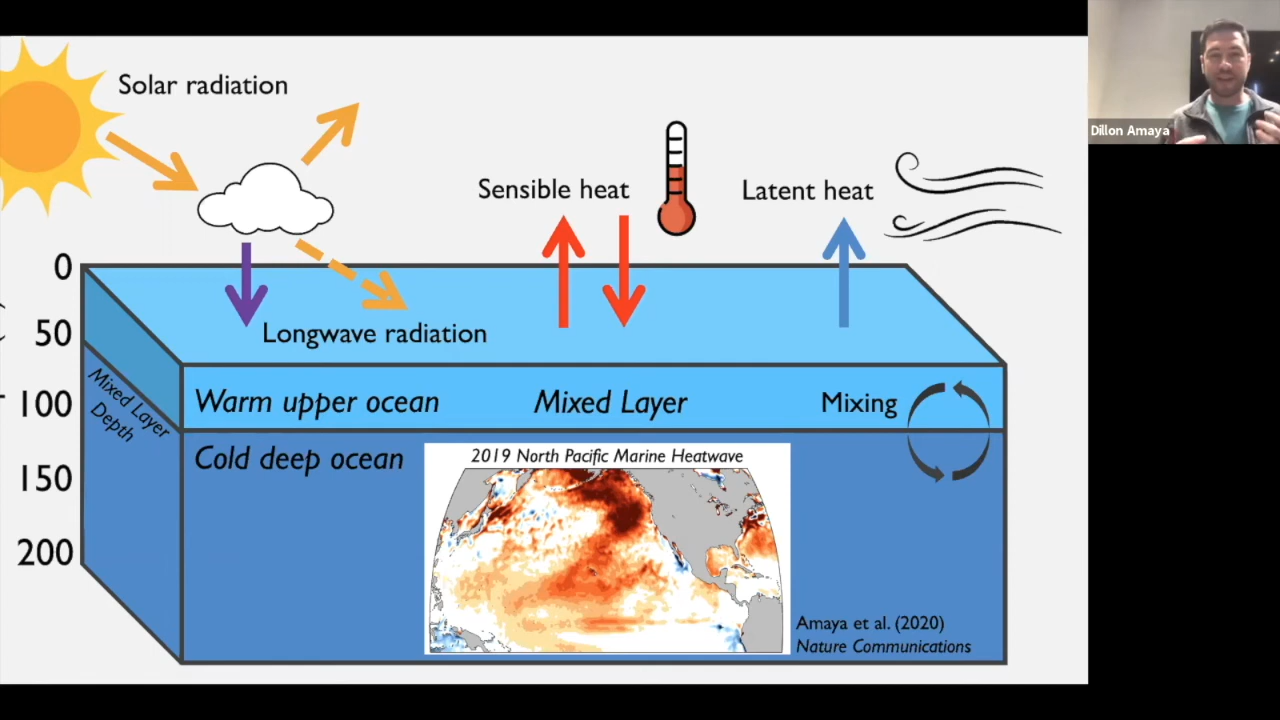 Solar radiation
Dillon Amaya
Sensible heat
Latent heat
0
50
100
150
200
Longwave radiation
Mixed Layer
Depth
Warm upper ocean
Mixed Layer
Mixing
Cold deep ocean
2019 North Pacific Marine Heatwave
Amaya et al. (2020)
Nature Communications